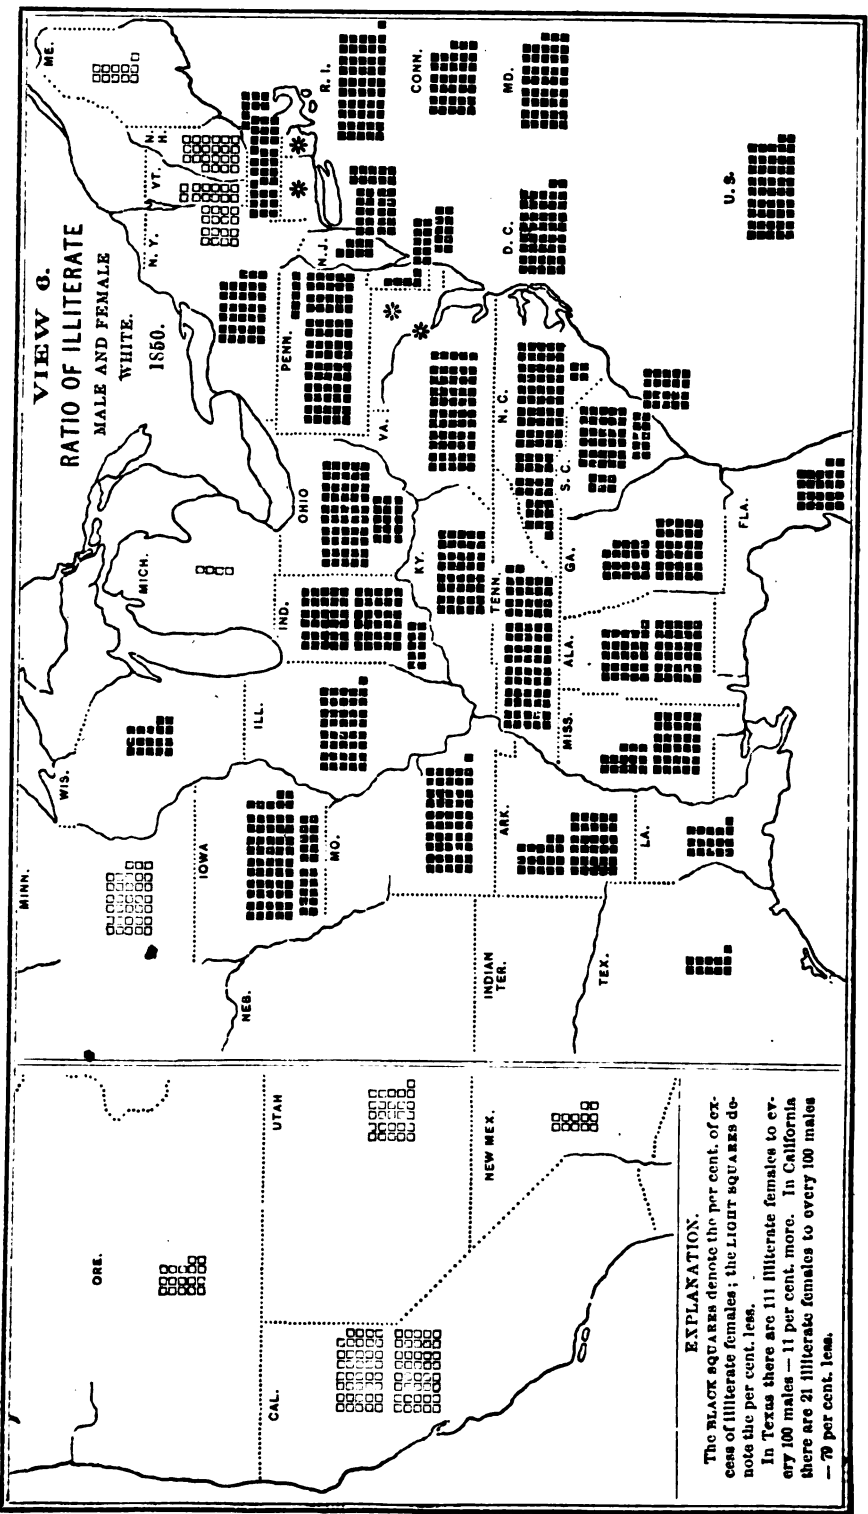 VIEW 6.
RATIO OF ILLITERATE
MALE AND FEMALE
WHITE.
1850.
ME.
N.
H.
VT.
N. Y.
R. I.
CONN.
MD.
N. J.
D. C.
U. S.
PENN.
VA.
N. C.
S. C.
OHIO
MICH.
KY.
TENN.
GA.
FLA.
IND.
ALA.
WIS.
ILL.
MISS.
MINN.
IOWA
MO.
ARK.
LA.
NEB.
INDIAN
TER.
TEX.
ORE.
UTAH
NEW MEX.
CAL.
EXPLANATION.
The BLACK SQUARES denote the per cent. of ex-
cess of illiterate females; the LIGHT SQUARES de-
note the per cent. less.
In Texas there are 111 illiterate females to ev-
ery 100 males — 11 per cent. more. In California
there are 21 illiterate females to every 100 males
— 79 per cent. less.